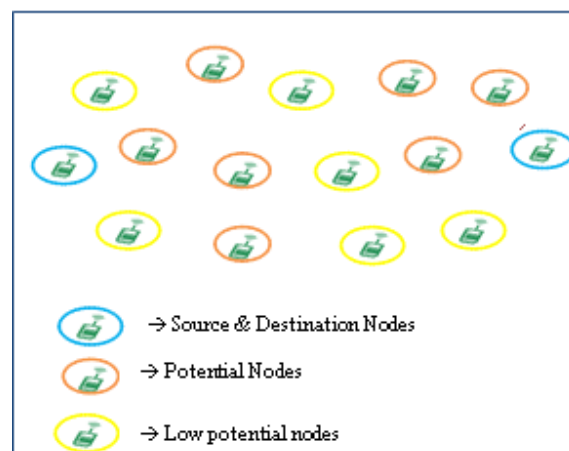 → Source & Destination Nodes
→ Potential Nodes
→ Low potential nodes